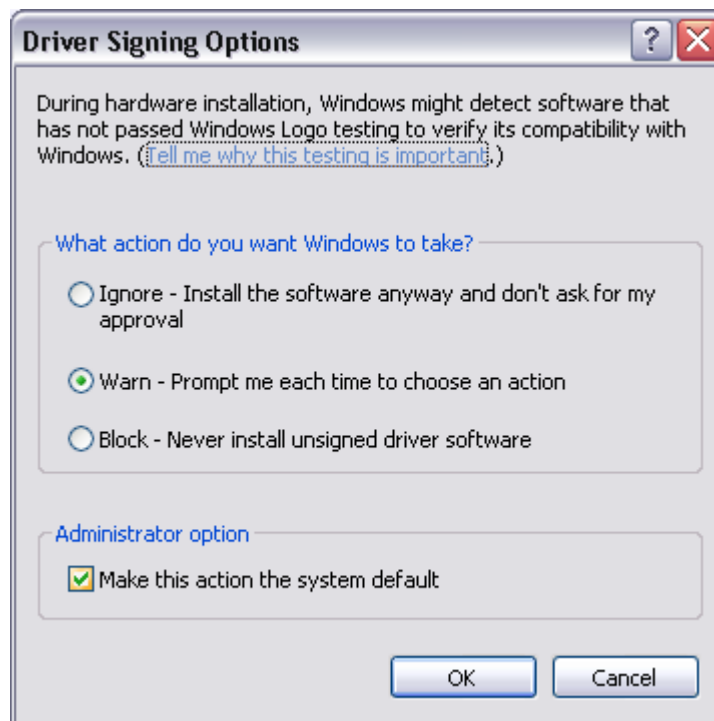 Driver Signing Options
During hardware installation, Windows might detect software that
has not passed Windows Logo testing to verify its compatibility with
Windows. (Tell me why this testing is important.)
What action do you want Windows to take?
Ignore - Install the software anyway and don't ask for my
approval
Warn - Prompt me each time to choose an action
Block - Never install unsigned driver software
Administrator option
Make this action the system default
OK
Cancel